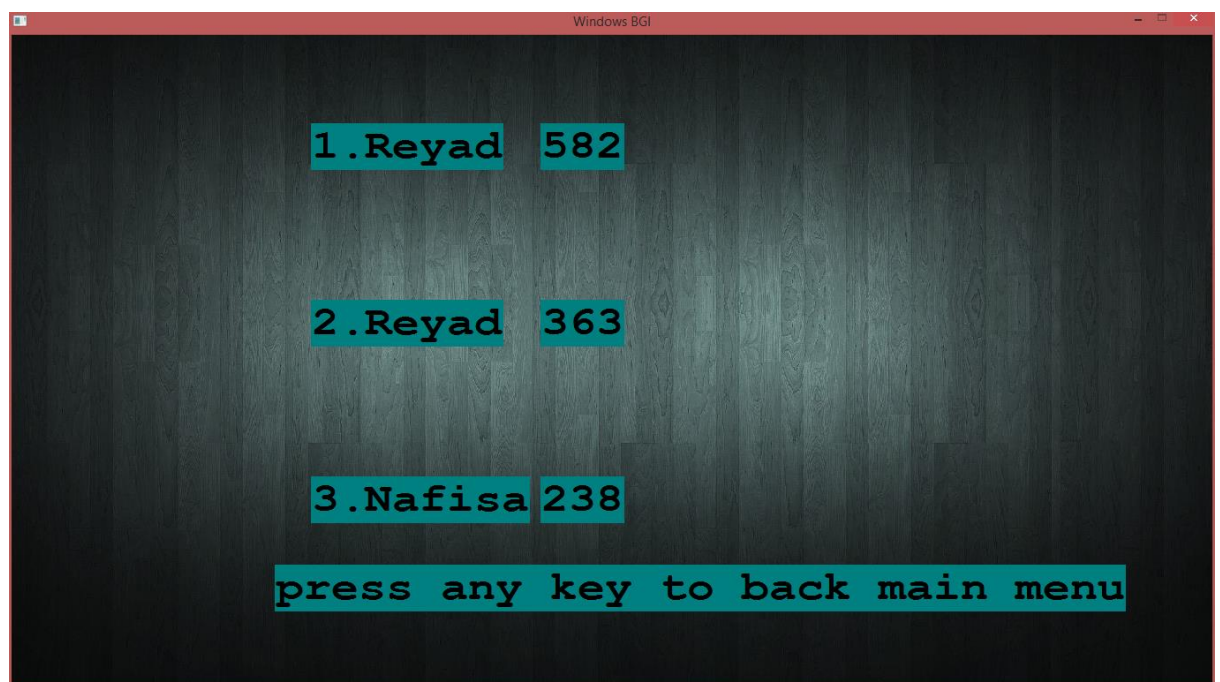 Windows BGI
1.Reyad 582
2.Reyad 363
3.Nafisa 238
press any key to back main menu